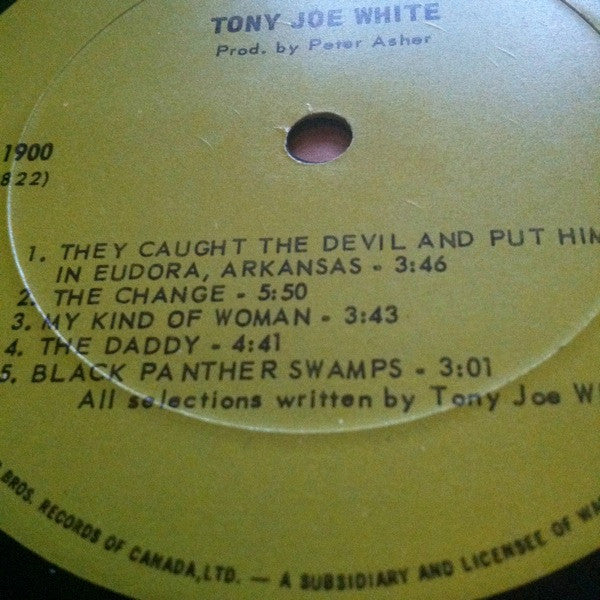 TONY JOE WHITE
Prod. by Peter Asher
1900
822)
1. THEY CAUGHT THE DEVIL AND PUT HIM
IN EUDORA, ARKANSAS - 3:46
2. THE CHANGE - 5:50
3. MY KIND OF WOMAN - 3:43
4. THE DADDY - 4:41
5. BLACK PANTHER SWAMPS - 3:01
All selections written by Tony Joe W
BROS. RECORDS OF CANADA, LTD. — A SUBSIDIARY AND LICENSEE OF WA